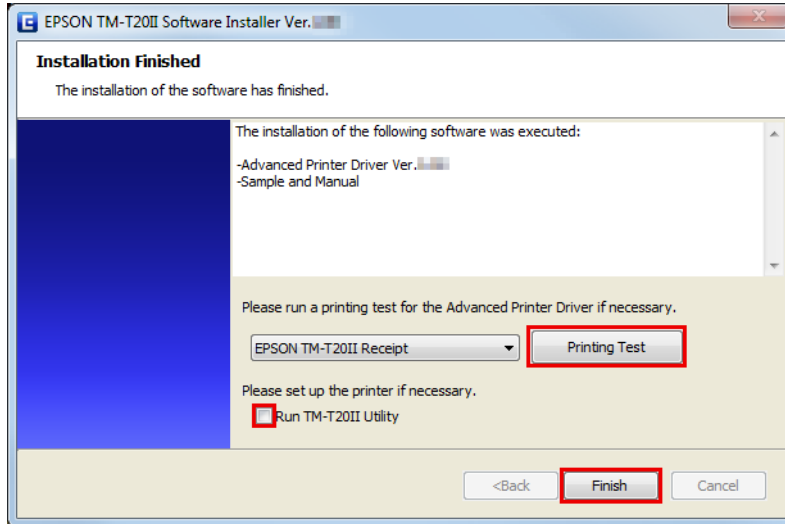 EPSON TM-T20II Software Installer Ver.
Installation Finished
The installation of the software has finished.
The installation of the following software was executed:
-Advanced Printer Driver Ver.
-Sample and Manual
Please run a printing test for the Advanced Printer Driver if necessary.
EPSON TM-T20II Receipt
Printing Test
Please set up the printer if necessary.
Run TM-T20II Utility
<Back
Finish
Cancel